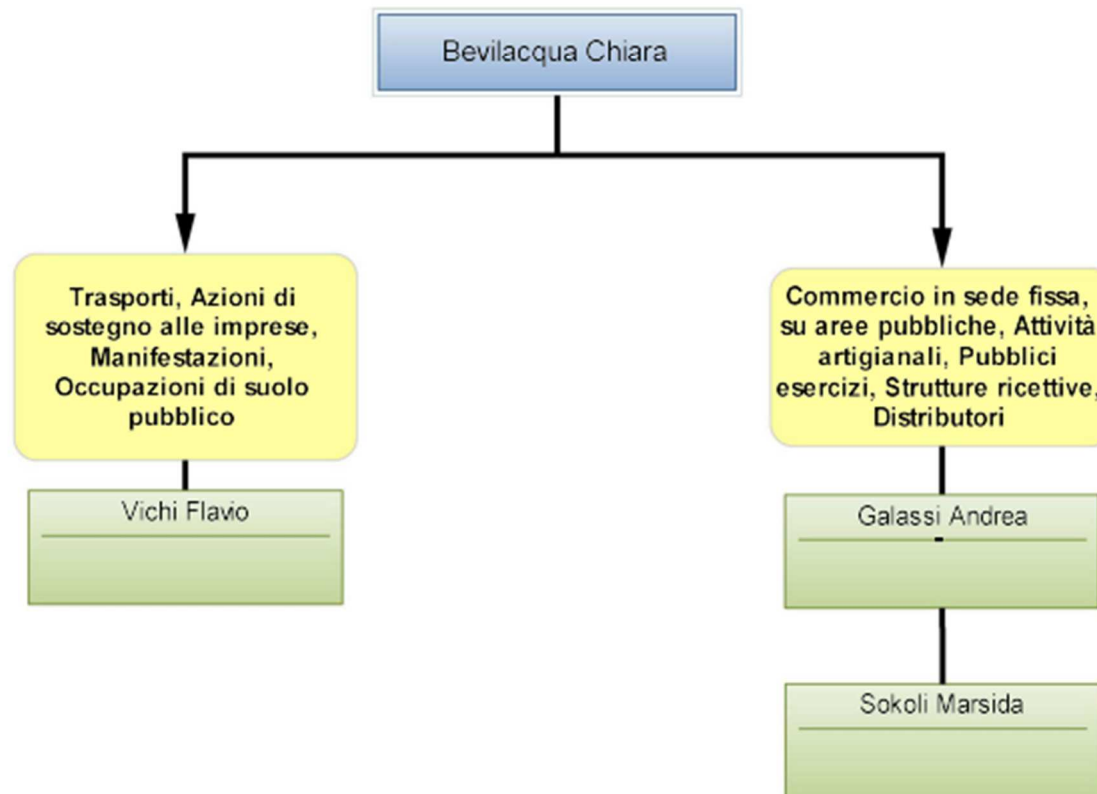 Bevilacqua Chiara
Trasporti, Azioni di
sostegno alle imprese,
Manifestazioni,
Occupazioni di suolo
pubblico
Vichi Flavio
Commercio in sede fissa,
su aree pubbliche, Attività
artigianali, Pubblici
esercizi, Strutture ricettive,
Distributori
Galassi Andrea
-
Sokoli Marsida